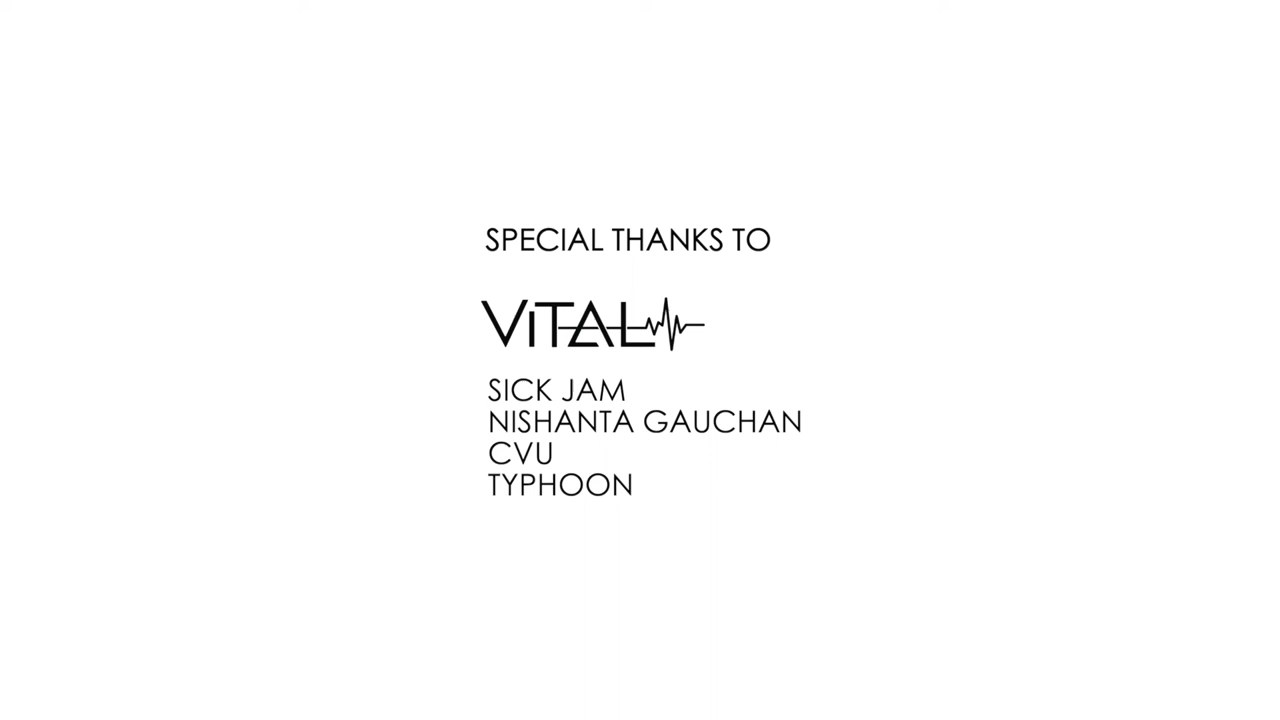 SPECIAL THANKS TO
ViTAL
SICK JAM
NISHANTA GAUCHAN
CVU
TYPHOON